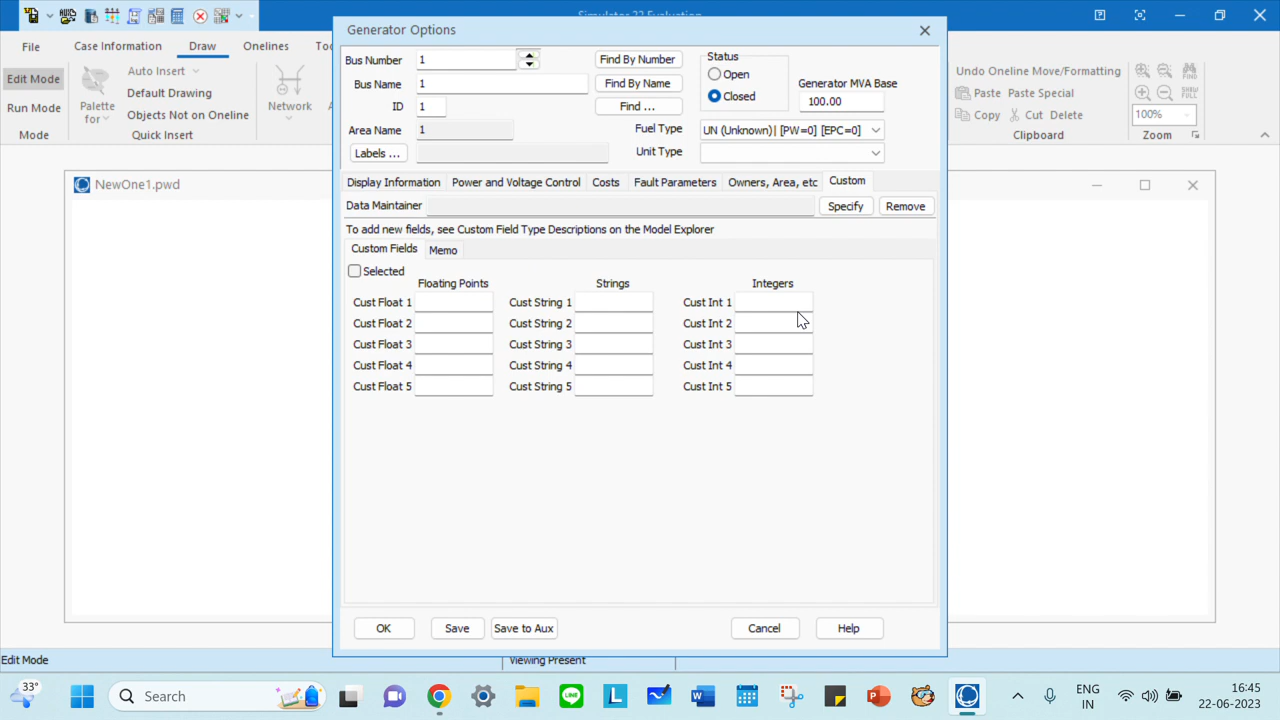 Simulator 22 Evaluation
File Case Information Draw Onelines Too
Edit Mode
Run Mode
Mode
Palette
for
Auto Insert
Default Drawing
Objects Not on Oneline
Quick Insert
Network
A
Undo Oneline Move/Formatting
Paste Paste Special
Copy Cut Delete
Clipboard
FIND
SHOW
FULL
100%
Zoom
NewOne1.pwd
Generator Options
Bus Number 1
Bus Name 1
ID 1
Area Name 1
Labels ...
Find By Number
Find By Name
Find ...
Status
Open
Closed
Generator MVA Base
100.00
Fuel Type UN (Unknown)| [PW=0] [EPC=0]
Unit Type
Display Information Power and Voltage Control Costs Fault Parameters Owners, Area, etc Custom
Data Maintainer Specify Remove
To add new fields, see Custom Field Type Descriptions on the Model Explorer
Custom Fields Memo
Selected
Floating Points Strings Integers
Cust Float 1 Cust String 1 Cust Int 1
Cust Float 2 Cust String 2 Cust Int 2
Cust Float 3 Cust String 3 Cust Int 3
Cust Float 4 Cust String 4 Cust Int 4
Cust Float 5 Cust String 5 Cust Int 5
OK Save Save to Aux Cancel Help
Edit Mode Viewing Present
33°
Search
ENG
IN
16:45
22-06-2023